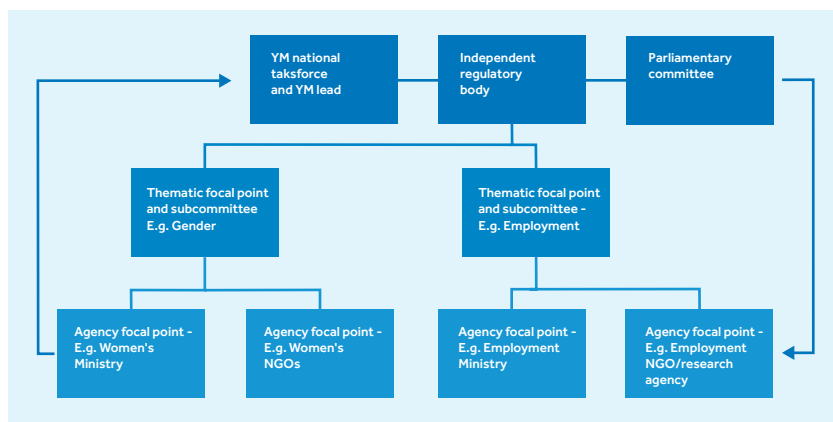 YM national
taksforce
and YM lead
Independent
regulatory
body
Parliamentary
committee
Thematic focal point
and subcommittee
E.g. Gender
Thematic focal point
and subcomittee -
E.g. Employment
Agency focal point -
E.g. Women's
Ministry
Agency focal point -
E.g. Women's
NGOs
Agency focal point -
E.g. Employment
Ministry
Agency focal point -
E.g. Employment
NGO/research
agency